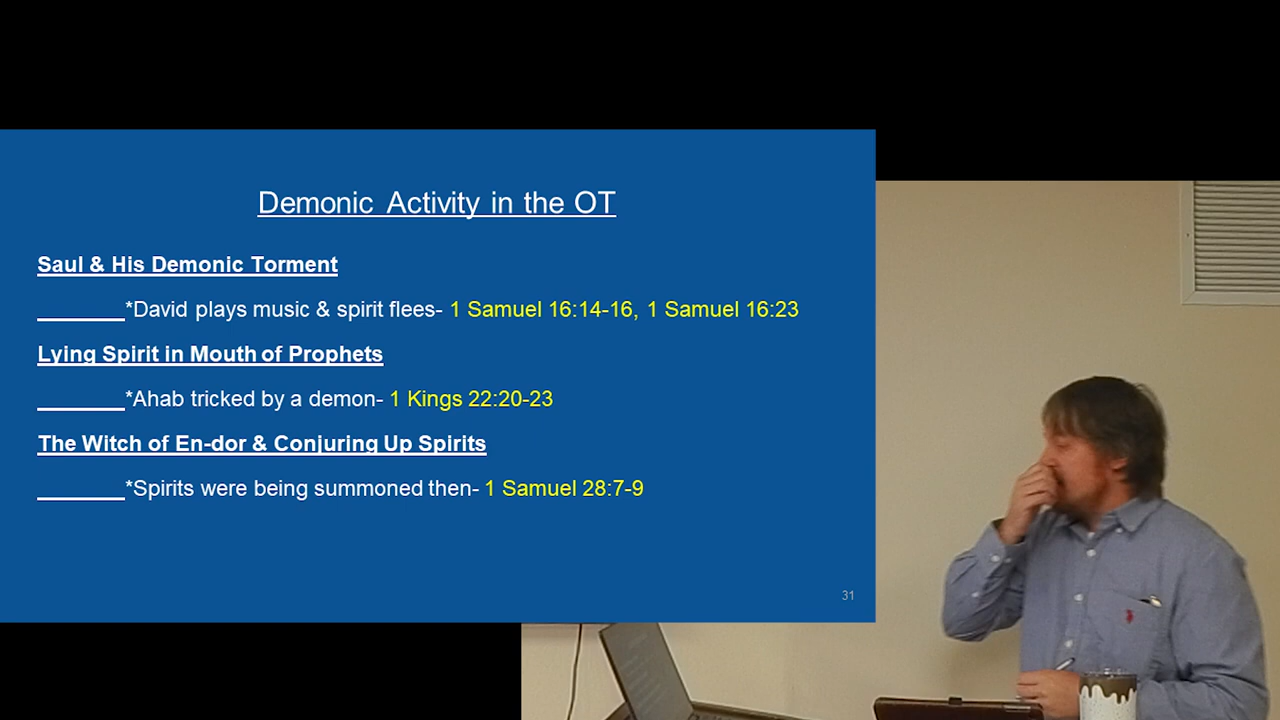 Demonic Activity in the OT
Saul & His Demonic Torment
*David plays music & spirit flees- 1 Samuel 16:14-16, 1 Samuel 16:23
Lying Spirit in Mouth of Prophets
*Ahab tricked by a demon- 1 Kings 22:20-23
The Witch of En-dor & Conjuring Up Spirits
*Spirits were being summoned then- 1 Samuel 28:7-9
31